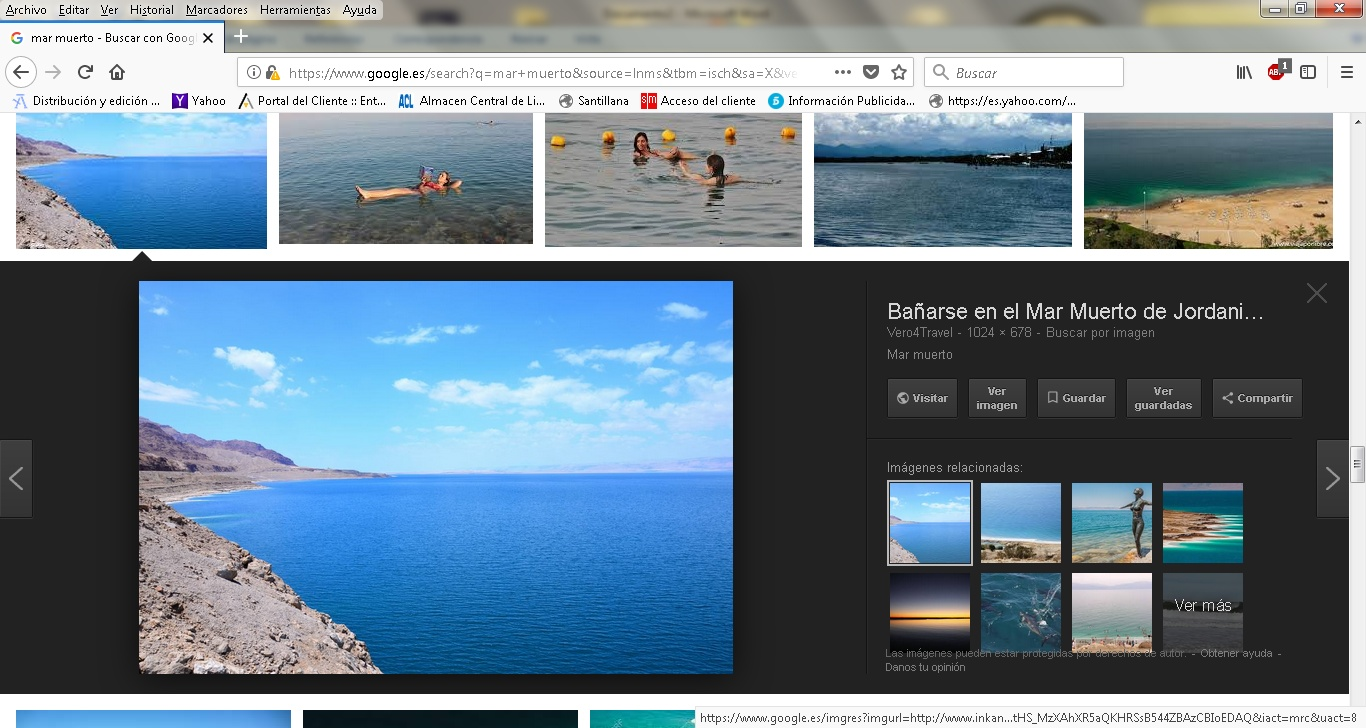 Archivo Editar Ver Historial Marcadores Herramientas Ayuda
mar muerto - Buscar con Goog
https://www.google.es/search?q=mar+muerto&source=lnms&tbm=isch&sa=X&ve
Buscar
1
ABP
Distribución y edición ... Yahoo Portal del Cliente :: Ent... ACL Almacen Central de Li... Santillana sm Acceso del cliente Información Publicida... https://es.yahoo.com/...
Bañarse en el Mar Muerto de Jordani...
Vero4Travel - 1024 × 678 - Buscar por imagen
Mar muerto
Visitar Ver imagen Guardar Ver guardadas Compartir
Imágenes relacionadas:
Ver más
Las imágenes pueden estar protegidas por derechos de autor. - Obtener ayuda -
Danos tu opinión
https://www.google.es/imgres?imgurl=http://www.inkan...tHS_MzXAhXR5aQKHRSsB544ZBAzCBIoEDAQ&iact=mrc&uact=8